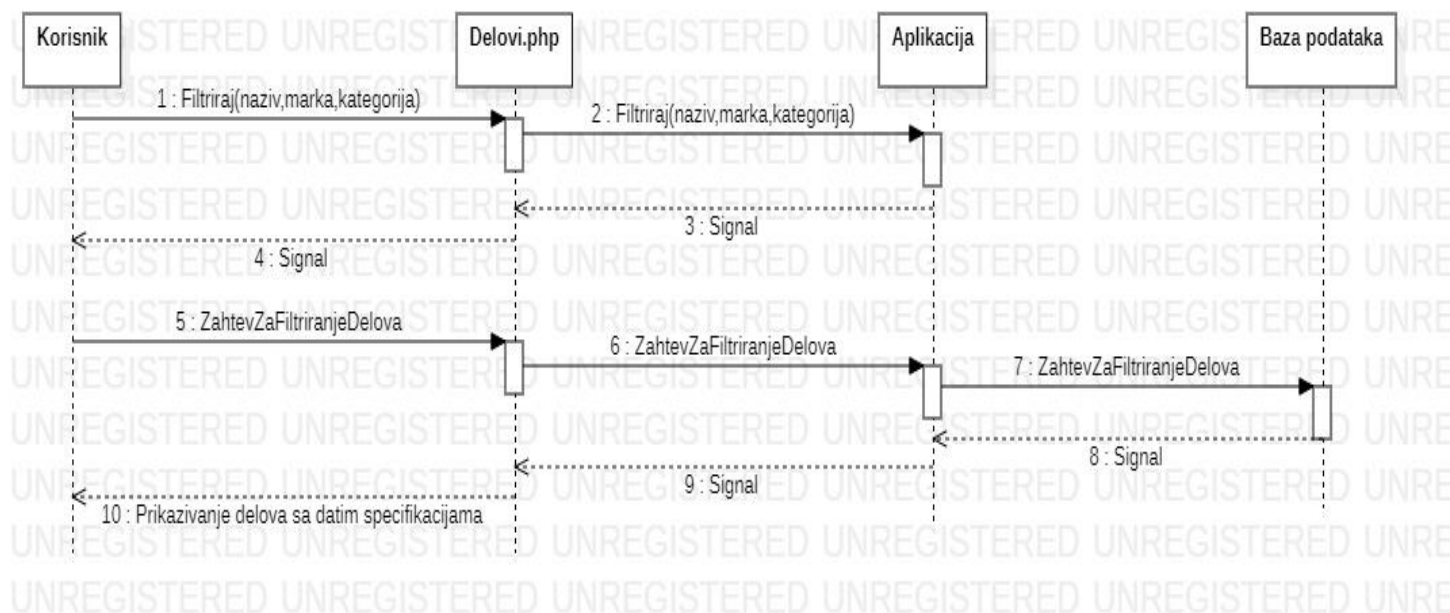 Korisnik
Delovi.php
Aplikacija
Baza podataka
1 : Filtriraj(naziv,marka,kategorija)
2 : Filtriraj(naziv,marka,kategorija)
3 : Signal
4 : Signal
5 : ZahtevZaFiltriranjeDelova
6 : ZahtevZaFiltriranjeDelova
7 : ZahtevZaFiltriranjeDelova
8 : Signal
9 : Signal
10 : Prikazivanje delova sa datim specifikacijama
UNREGISTERED